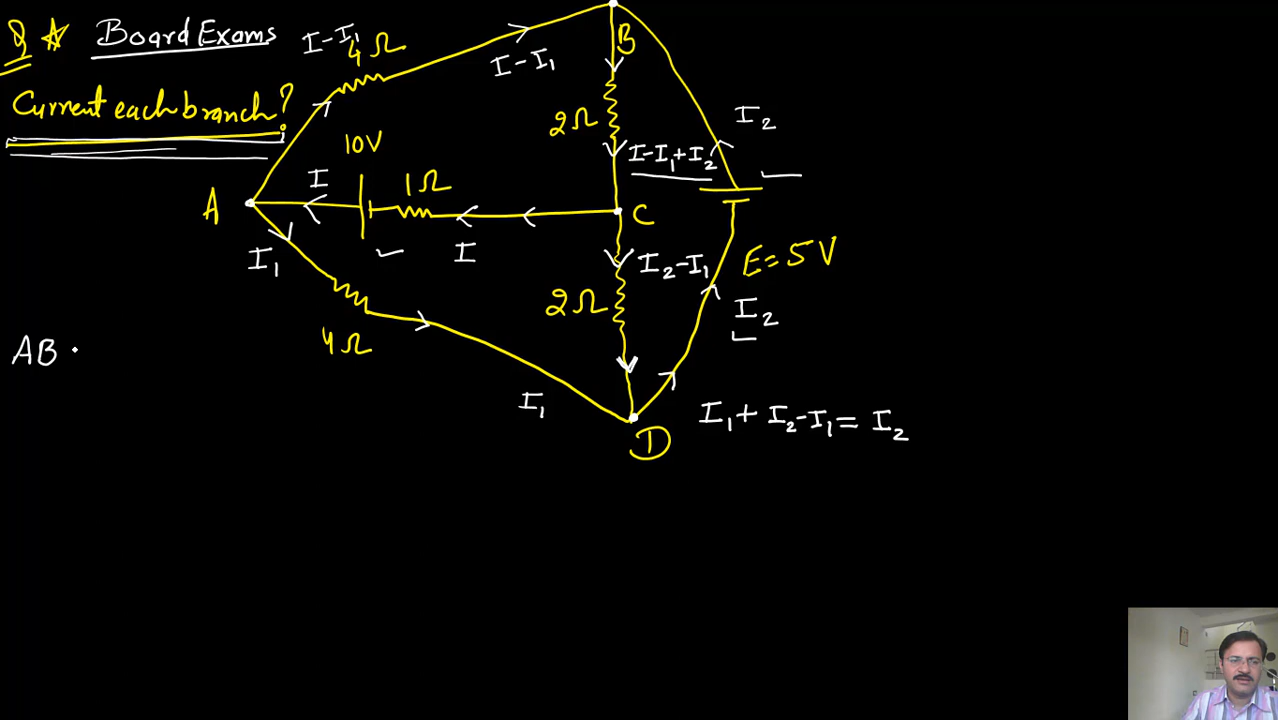 Q ☆ Board Exams
Current each branch?
I-I₁
4Ω
I-I₁
B
2Ω
I₂
10V
I-I₁+I₂
I
1Ω
A
C
I₁
I
I₂-I₁
E=5V
2Ω
I₂
4Ω
AB
I₁
I₁+I₂-I₁=I₂
D